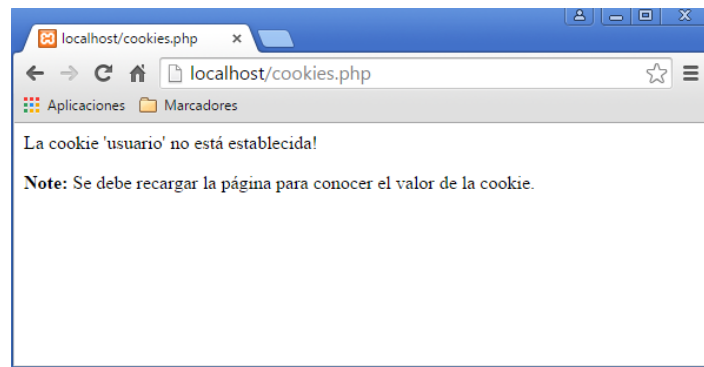 localhost/cookies.php
localhost/cookies.php
Aplicaciones Marcadores
La cookie 'usuario' no está establecida!
Note: Se debe recargar la página para conocer el valor de la cookie.